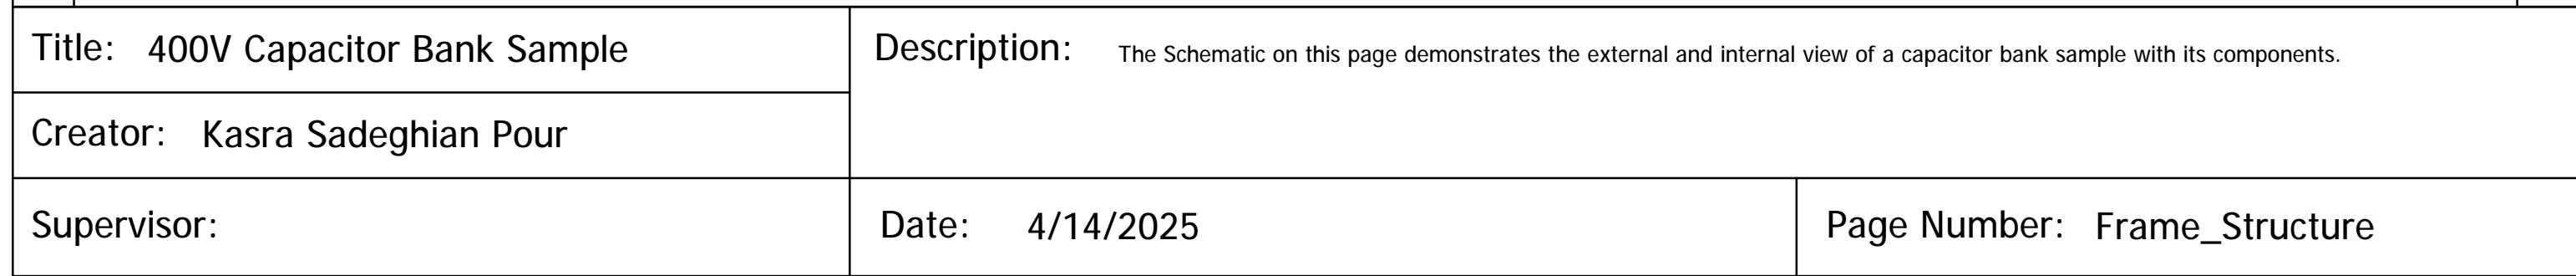 Title: 400V Capacitor Bank Sample
Description: The Schematic on this page demonstrates the external and internal view of a capacitor bank sample with its components.
Creator: Kasra Sadeghian Pour
Supervisor:
Date: 4/14/2025
Page Number: Frame_Structure